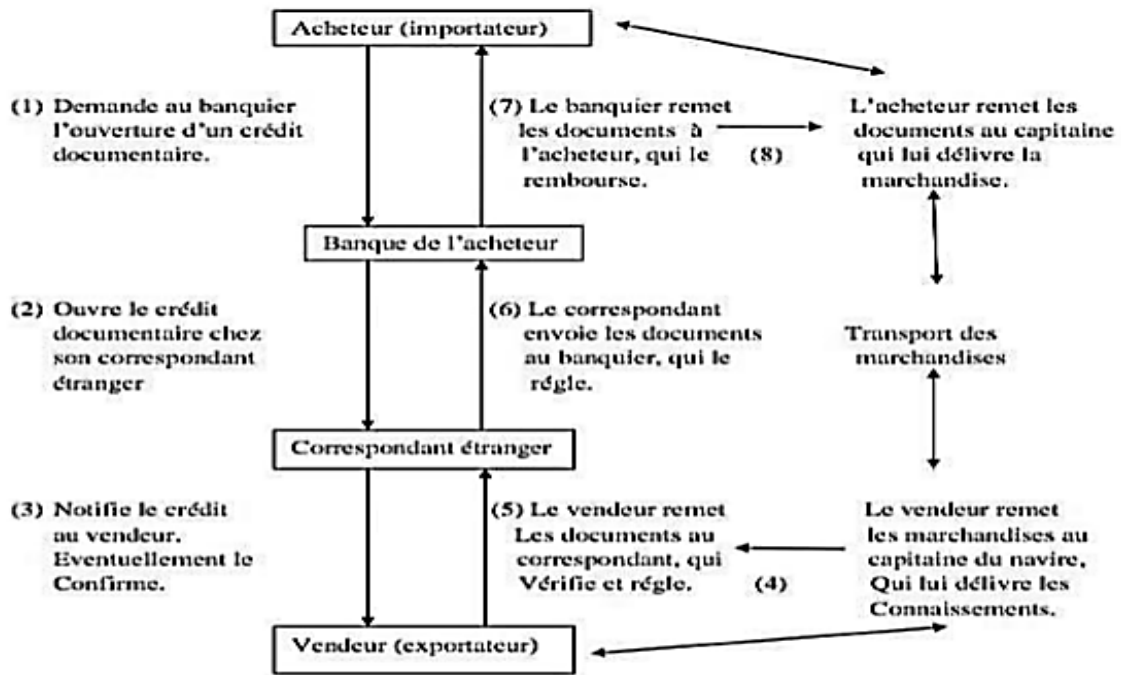 Acheteur (importateur)
(1) Demande au banquier
l'ouverture d'un crédit
documentaire.
(7) Le banquier remet
les documents à
l'acheteur, qui le
rembourse.
(8)
L'acheteur remet les
documents au capitaine
qui lui délivre la
marchandise.
Banque de l'acheteur
(2) Ouvre le crédit
documentaire chez
son correspondant
étranger
(6) Le correspondant
envoie les documents
au banquier, qui le
régle.
Transport des
marchandises
Correspondant étranger
(3) Notifie le crédit
au vendeur.
Eventuellement le
Confirme.
(5) Le vendeur remet
Les documents au
correspondant, qui
Vérifie et régle.
(4)
Le vendeur remet
les marchandises au
capitaine du navire,
Qui lui délivre les
Connaissements.
Vendeur (exportateur)